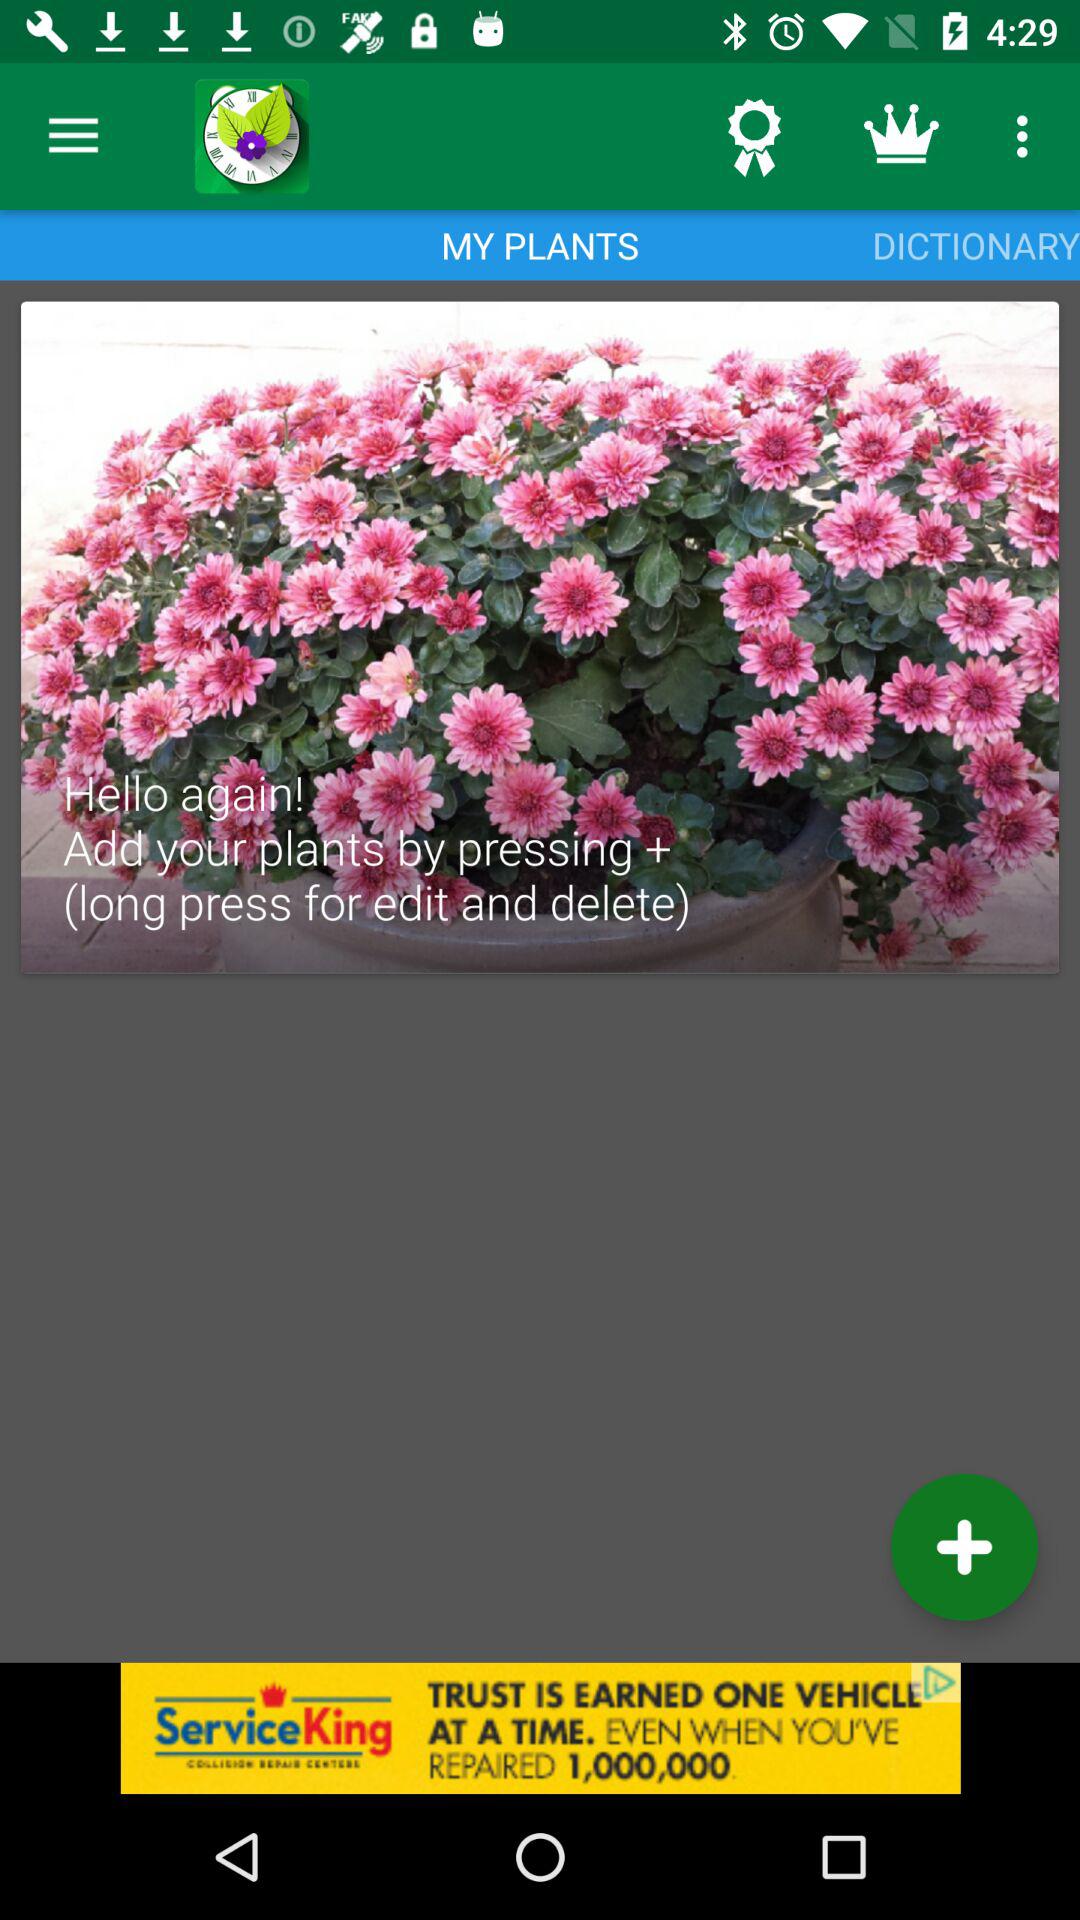 FAKE
4:29
MY PLANTS
DICTIONARY
Hello again!
Add your plants by pressing +
(long press for edit and delete)
ServiceKing
COLLISION REPAIR CENTERS
TRUST IS EARNED ONE VEHICLE
AT A TIME. EVEN WHEN YOU'VE
REPAIRED 1,000,000.